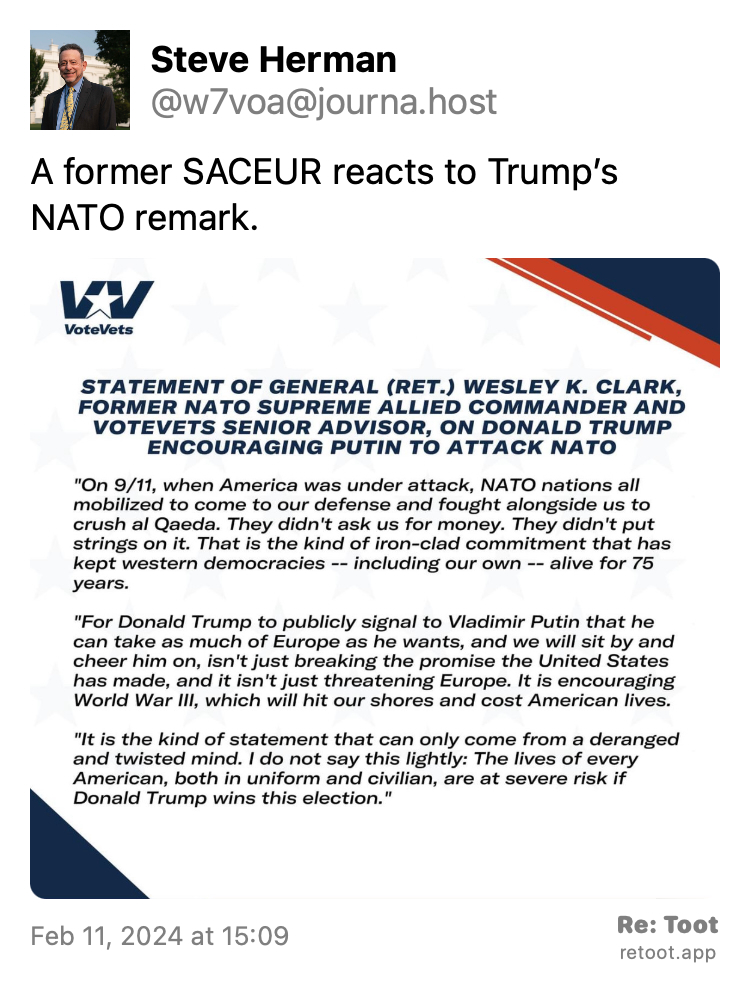 Steve Herman
@w7voa@journa.host
A former SACEUR reacts to Trump’s
NATO remark.
VoteVets
STATEMENT OF GENERAL (RET.) WESLEY K. CLARK,
FORMER NATO SUPREME ALLIED COMMANDER AND
VOTEVETS SENIOR ADVISOR, ON DONALD TRUMP
ENCOURAGING PUTIN TO ATTACK NATO
"On 9/11, when America was under attack, NATO nations all
mobilized to come to our defense and fought alongside us to
crush al Qaeda. They didn't ask us for money. They didn't put
strings on it. That is the kind of iron-clad commitment that has
kept western democracies -- including our own -- alive for 75
years.
"For Donald Trump to publicly signal to Vladimir Putin that he
can take as much of Europe as he wants, and we will sit by and
cheer him on, isn't just breaking the promise the United States
has made, and it isn't just threatening Europe. It is encouraging
World War III, which will hit our shores and cost American lives.
"It is the kind of statement that can only come from a deranged
and twisted mind. I do not say this lightly: The lives of every
American, both in uniform and civilian, are at severe risk if
Donald Trump wins this election."
Feb 11, 2024 at 15:09
Re: Toot
retoot.app